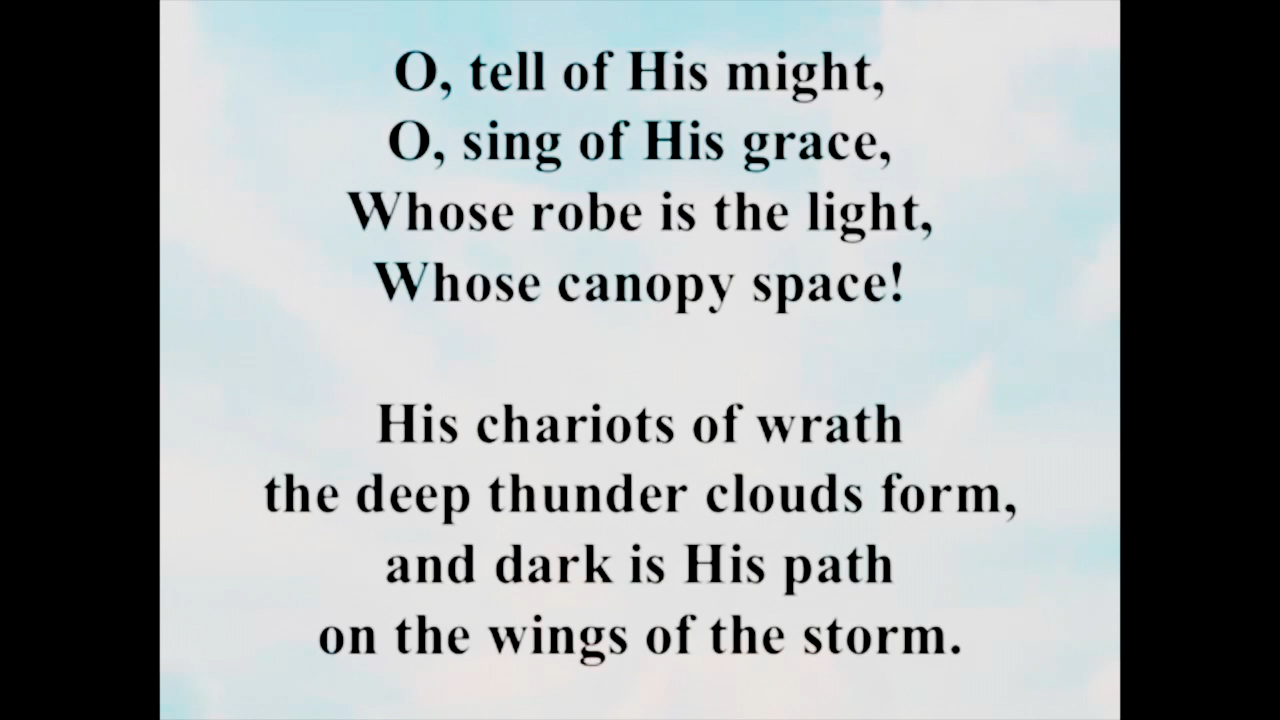 O, tell of His might,
O, sing of His grace,
Whose robe is the light,
Whose canopy space!
His chariots of wrath
the deep thunder clouds form,
and dark is His path
on the wings of the storm.